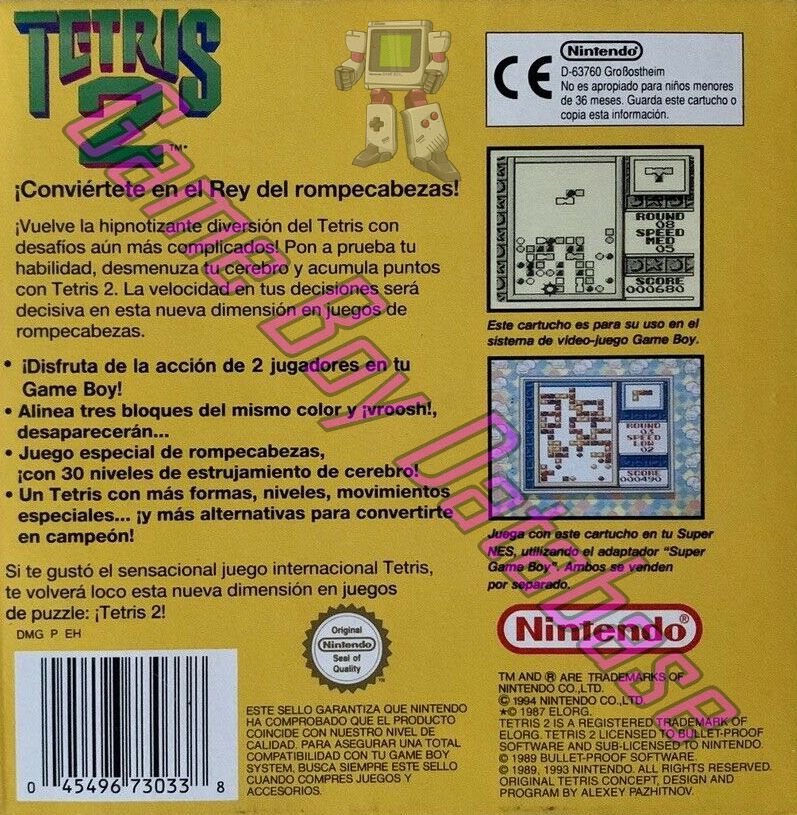 TETRIS
2
TM*
¡Conviértete en el Rey del rompecabezas!
¡Vuelve la hipnotizante diversión del Tetris con
desafíos aún más complicados! Pon a prueba tu
habilidad, desmenuza tu cerebro y acumula puntos
con Tetris 2. La velocidad en tus decisiones será
decisiva en esta nueva dimensión en juegos de
rompecabezas.
• ¡Disfruta de la acción de 2 jugadores en tu
Game Boy!
• Alinea tres bloques del mismo color y ¡vroosh!,
desaparecerán...
• Juego especial de rompecabezas,
¡con 30 niveles de estrujamiento de cerebro!
• Un Tetris con más formas, niveles, movimientos
especiales... ¡y más alternativas para convertirte
en campeón!
Si te gustó el sensacional juego internacional Tetris,
te volverá loco esta nueva dimensión en juegos
de puzzle: ¡Tetris 2!
DMG P EH
0 45496 73033 8
Original
Nintendo
Seal of
Quality
TM
ESTE SELLO GARANTIZA QUE NINTENDO
HA COMPROBADO QUE EL PRODUCTO
COINCIDE CON NUESTRO NIVEL DE
CALIDAD. PARA ASEGURAR UNA TOTAL
COMPATIBILIDAD CON TU GAME BOY
SYSTEM. BUSCA SIEMPRE ESTE SELLO
CUANDO COMPRES JUEGOS Y
ACCESORIOS.
CE
Nintendo®
D-63760 Großostheim
No es apropiado para niños menores
de 36 meses. Guarda este cartucho o
copia esta información.
ROUND
08
SPEED
MED
05
SCORE
000680
Este cartucho es para su uso en el
sistema de video-juego Game Boy.
ROUND
03
SPEED
LOW
02
SCORE
000490
Juega con este cartucho en tu Super
NES, utilizando el adaptador "Super
Game Boy". Ambos se venden
por separado.
Nintendo®
TM AND ® ARE TRADEMARKS OF
NINTENDO CO.,LTD.
© 1994 NINTENDO CO.,LTD
*© 1987 ELORG.
TETRIS 2 IS A REGISTERED TRADEMARK OF
ELORG. TETRIS 2 LICENSED TO BULLET-PROOF
SOFTWARE AND SUB-LICENSED TO NINTENDO.
© 1989 BULLET-PROOF SOFTWARE.
© 1989, 1993 NINTENDO. ALL RIGHTS RESERVED.
ORIGINAL TETRIS CONCEPT, DESIGN AND
PROGRAM BY ALEXEY PAZHITNOV.
Game Boy Database